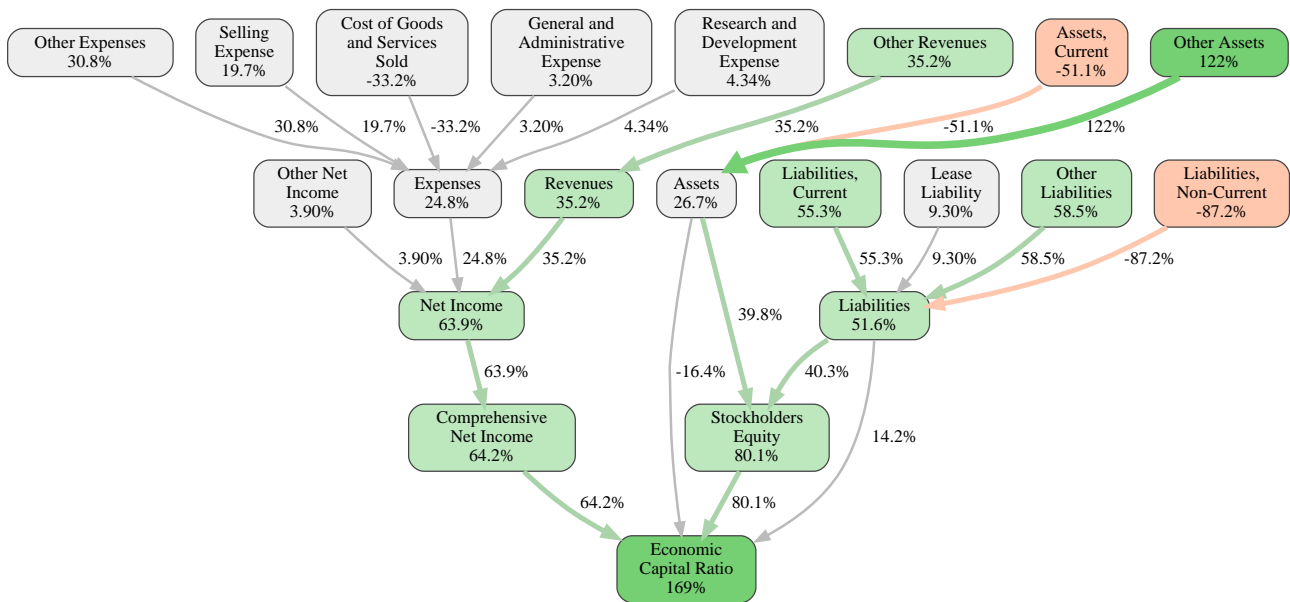 Other Expenses
30.8%
Selling
Expense
19.7%
Cost of Goods
and Services
Sold
-33.2%
General and
Administrative
Expense
3.20%
Research and
Development
Expense
4.34%
Other Revenues
35.2%
Assets,
Current
-51.1%
Other Assets
122%
30.8%
19.7%
-33.2%
3.20%
4.34%
35.2%
-51.1%
122%
Other Net
Income
3.90%
Expenses
24.8%
Revenues
35.2%
Assets
26.7%
Liabilities,
Current
55.3%
Lease
Liability
9.30%
Other
Liabilities
58.5%
Liabilities,
Non-Current
-87.2%
3.90%
24.8%
35.2%
55.3%
9.30%
58.5%
-87.2%
Net Income
63.9%
39.8%
Liabilities
51.6%
63.9%
-16.4%
40.3%
Comprehensive
Net Income
64.2%
Stockholders
Equity
80.1%
14.2%
64.2%
80.1%
Economic
Capital Ratio
169%